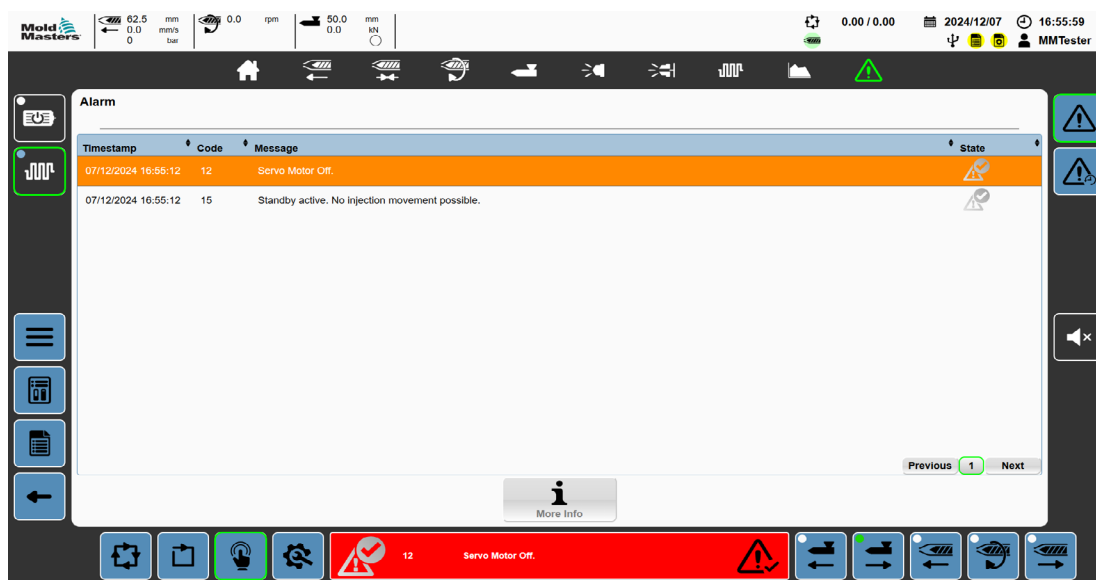 Mold
Masters
62.5 mm
0.0 mm/s
0 bar
0.0 rpm
50.0 mm
0.0 kN
0.00 / 0.00
2024/12/07
16:55:59
MMTester
Alarm
Timestamp Code Message State
07/12/2024 16:55:12 12 Servo Motor Off.
07/12/2024 16:55:12 15 Standby active. No injection movement possible.
Previous 1 Next
More Info
12 Servo Motor Off.